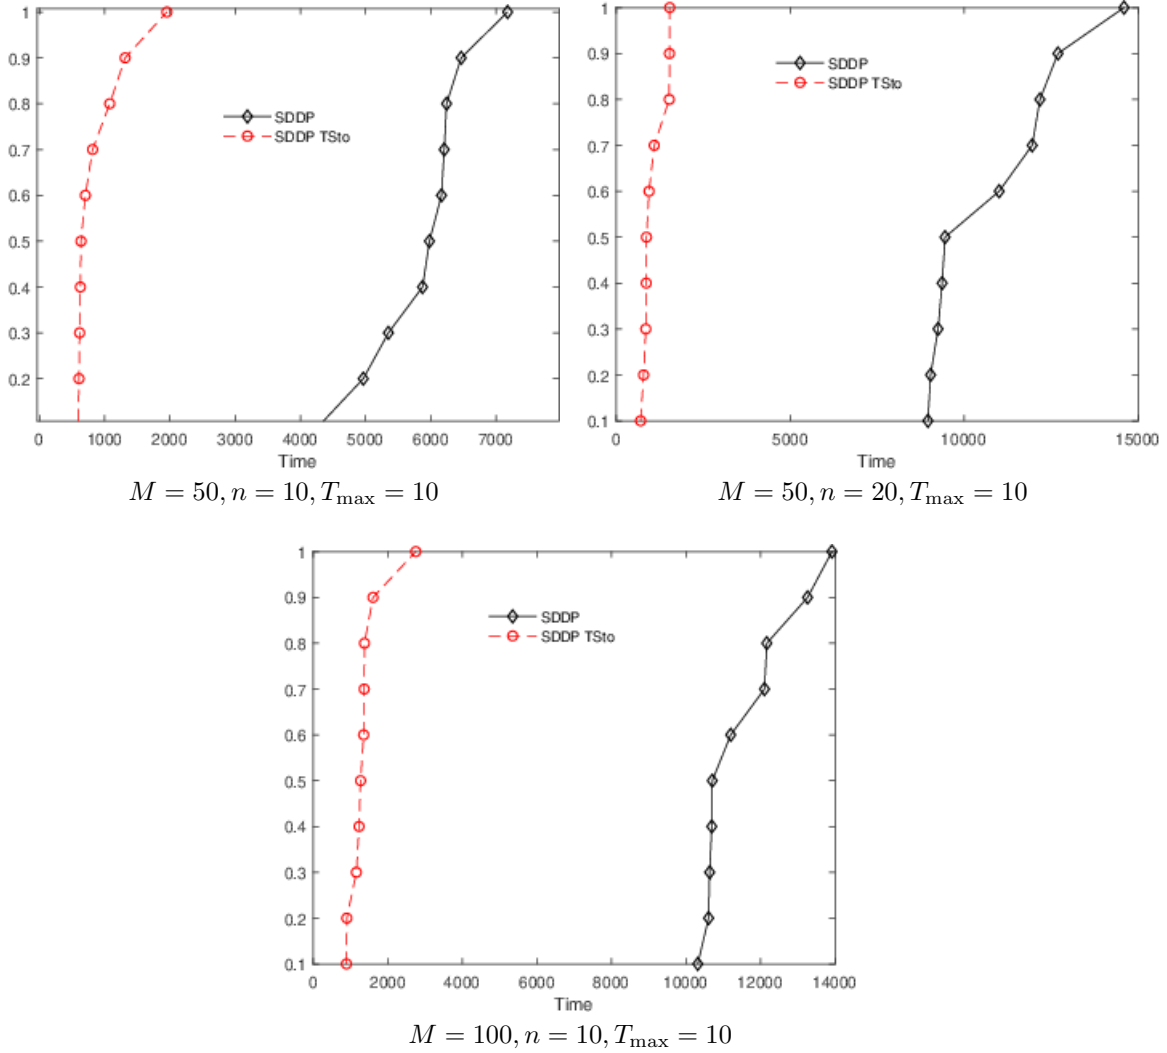 1
0.9
0.8
0.7
0.6
0.5
0.4
0.3
0.2
SDDP
SDDP TSto
0 1000 2000 3000 4000 5000 6000 7000
Time
M = 50, n = 10, T_max = 10
1
0.9
0.8
0.7
0.6
0.5
0.4
0.3
0.2
0.1
SDDP
SDDP TSto
0 5000 10000 15000
Time
M = 50, n = 20, T_max = 10
1
0.9
0.8
0.7
0.6
0.5
0.4
0.3
0.2
0.1
SDDP
SDDP TSto
0 2000 4000 6000 8000 10000 12000 14000
Time
M = 100, n = 10, T_max = 10